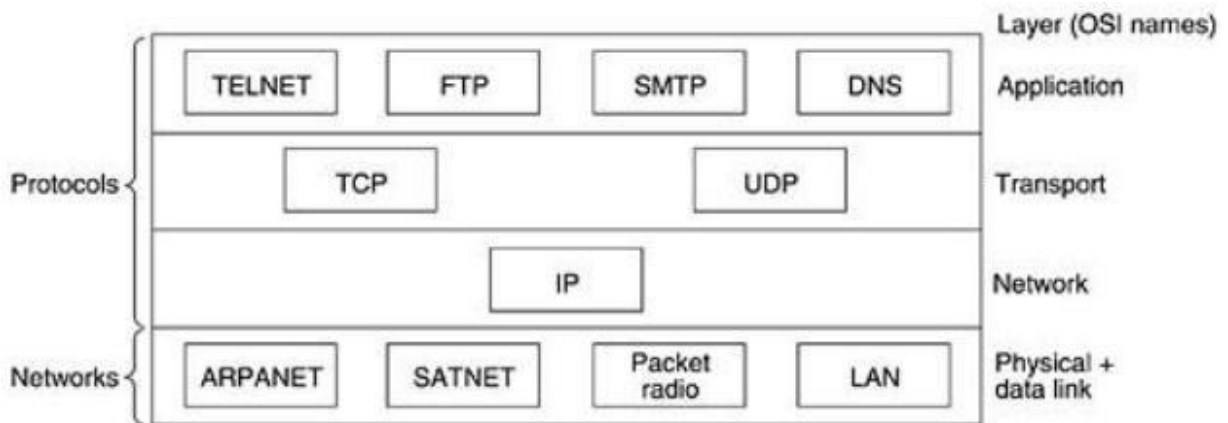 Layer (OSI names)
TELNET FTP SMTP DNS Application
Protocols TCP UDP Transport
IP Network
Networks ARPANET SATNET Packet radio LAN Physical + data link